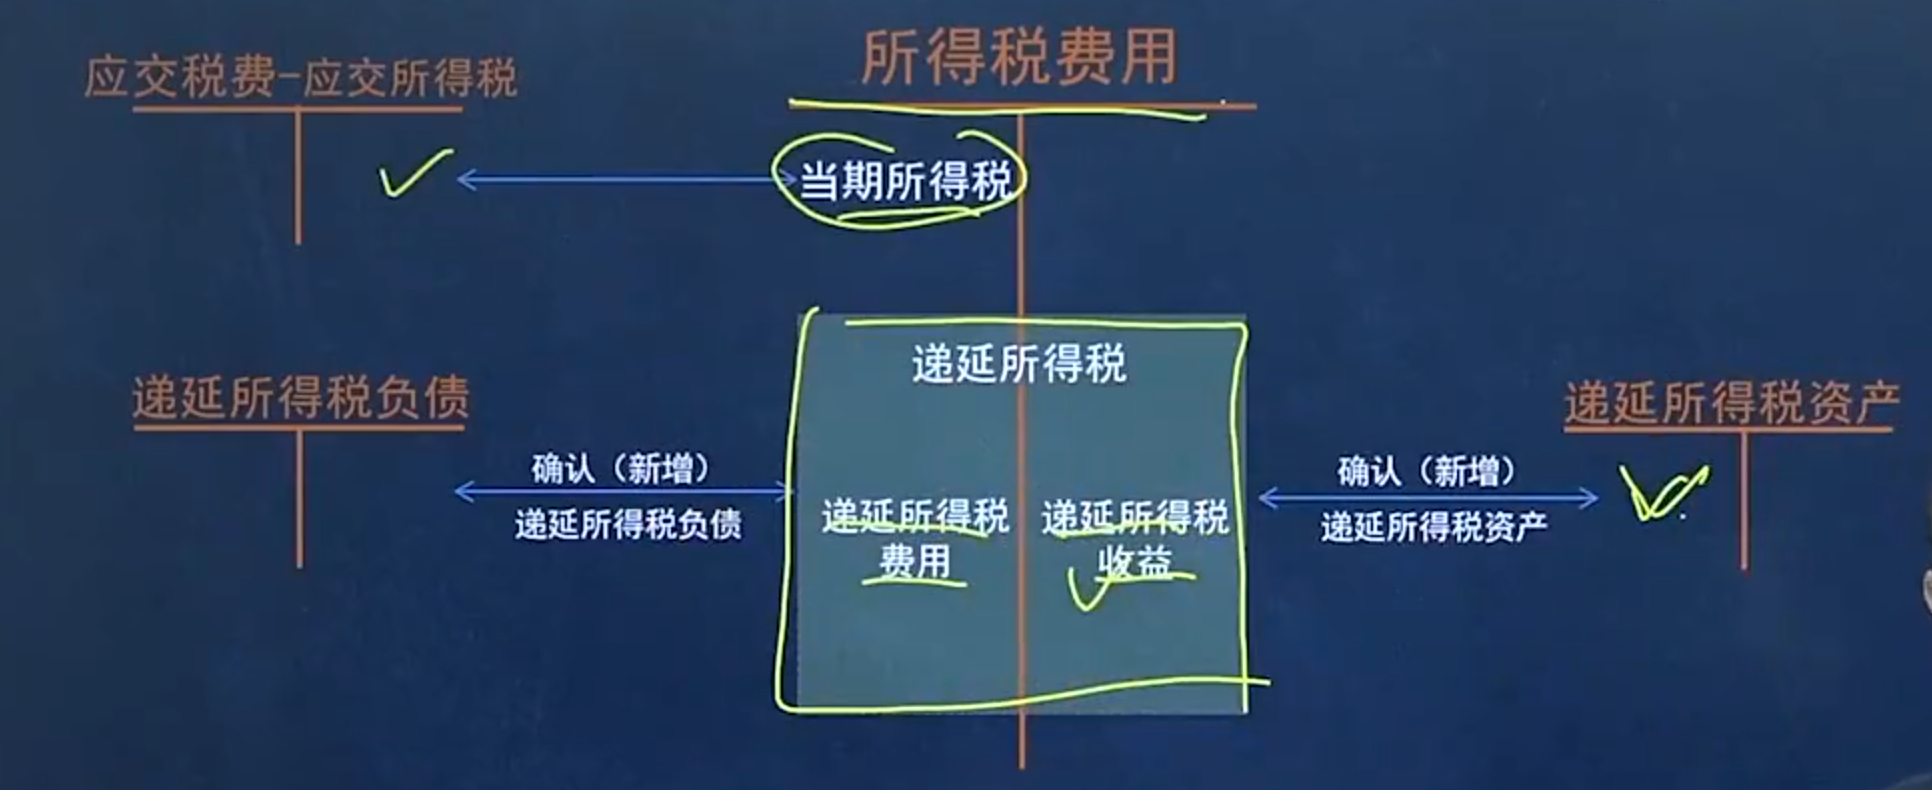 所得税费用
应交税费-应交所得税
当期所得税
递延所得税
递延所得税负债
递延所得税资产
确认（新增）
递延所得税负债
递延所得税
费用
递延所得税
收益
确认（新增）
递延所得税资产